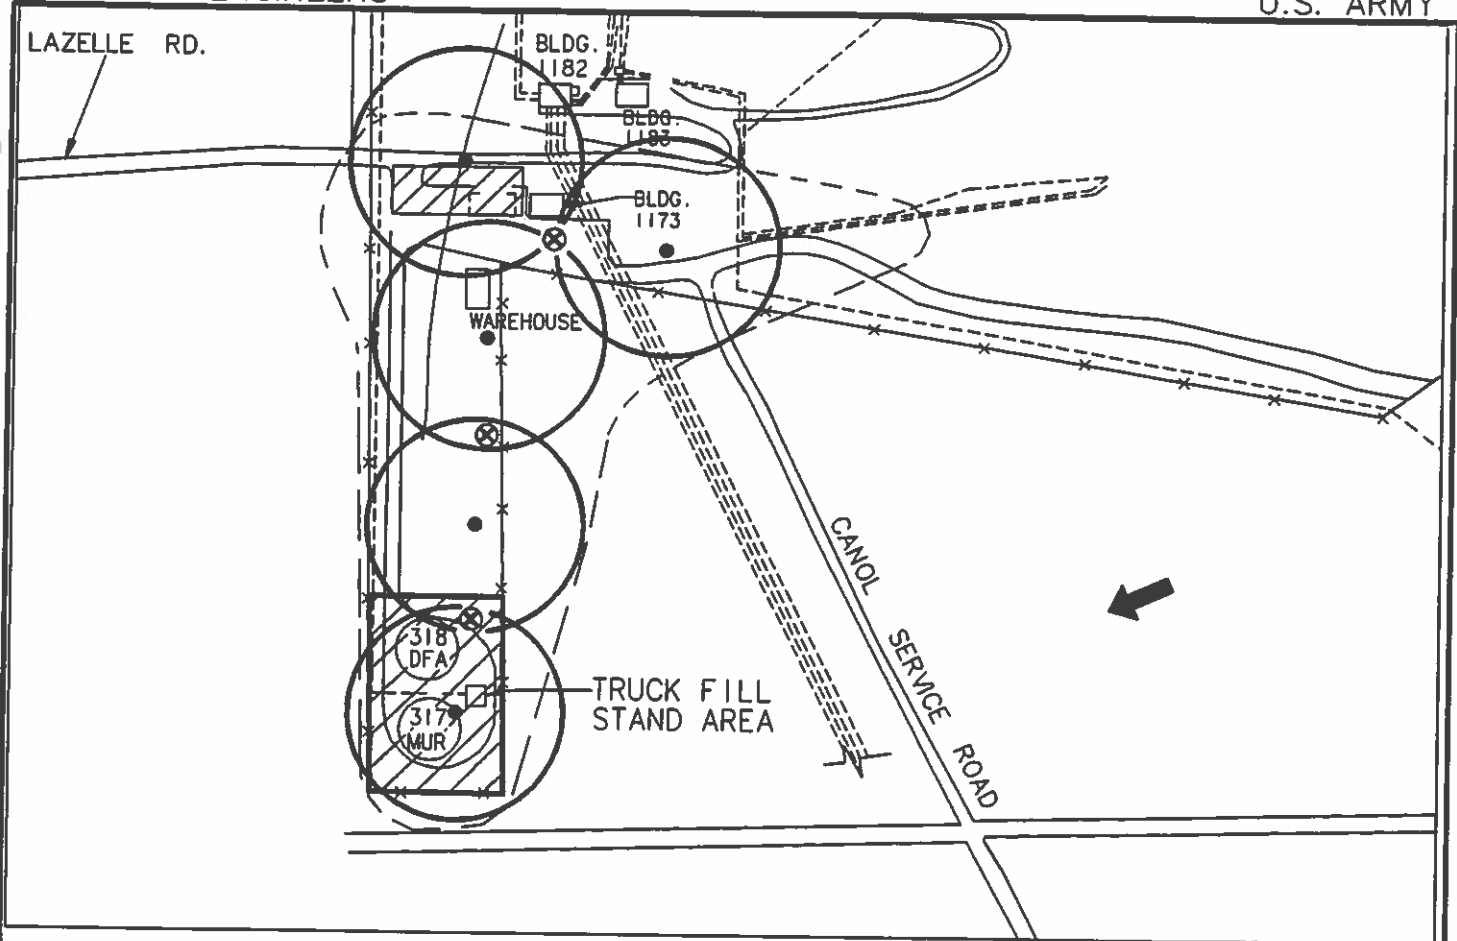 U.S. ARMY
LAZELLE RD.
BLDG.
1182
BLDG.
1183
BLDG.
1173
WAREHOUSE
CANOL SERVICE ROAD
318
DFA
317
MUR
TRUCK FILL
STAND AREA